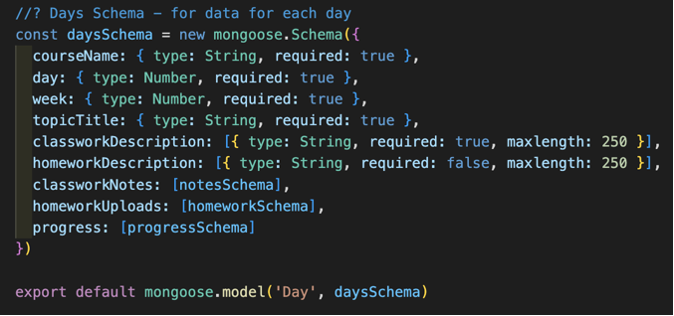 //? Days Schema - for data for each day
const daysSchema = new mongoose.Schema({
  courseName: { type: String, required: true },
  day: { type: Number, required: true },
  week: { type: Number, required: true },
  topicTitle: { type: String, required: true },
  classworkDescription: [{ type: String, required: true, maxlength: 250 }],
  homeworkDescription: [{ type: String, required: false, maxlength: 250 }],
  classworkNotes: [notesSchema],
  homeworkUploads: [homeworkSchema],
  progress: [progressSchema]
})
export default mongoose.model('Day', daysSchema)